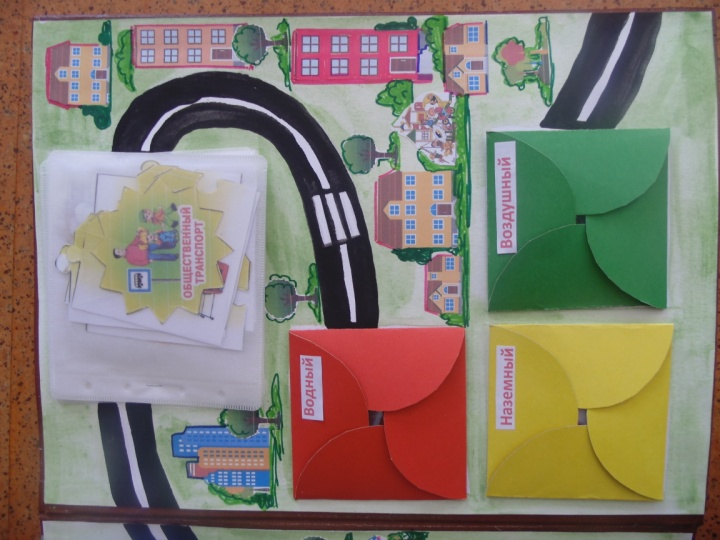 ОБЩЕСТВЕННЫЙ
ТРАНСПОРТ
Водный
Воздушный
Наземный